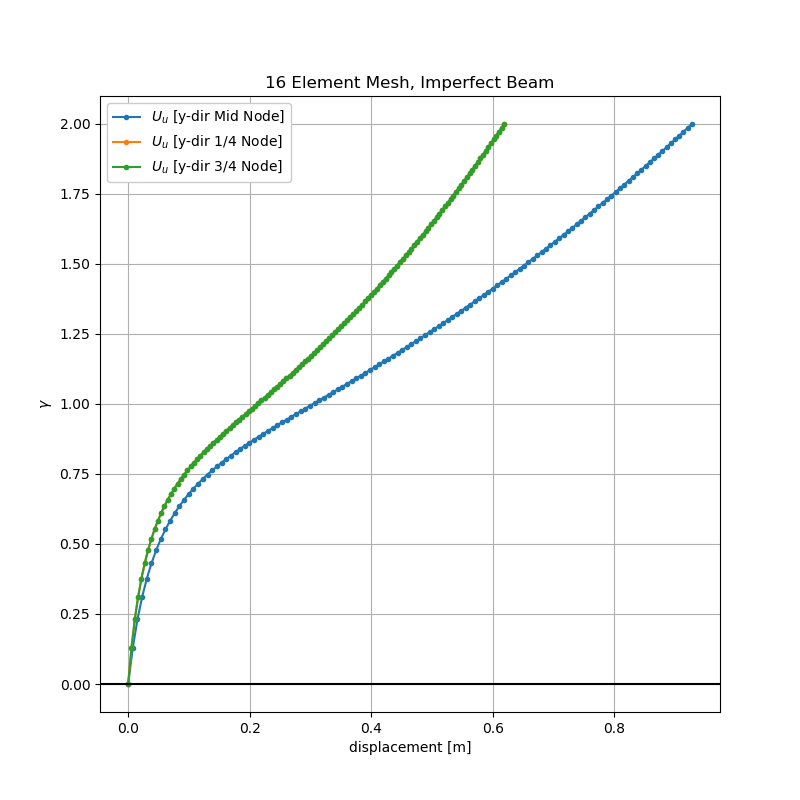 16 Element Mesh, Imperfect Beam
U_u [y-dir Mid Node]
U_u [y-dir 1/4 Node]
U_u [y-dir 3/4 Node]
2.00
1.75
1.50
1.25
1.00
0.75
0.50
0.25
0.00
γ
0.0 0.2 0.4 0.6 0.8
displacement [m]